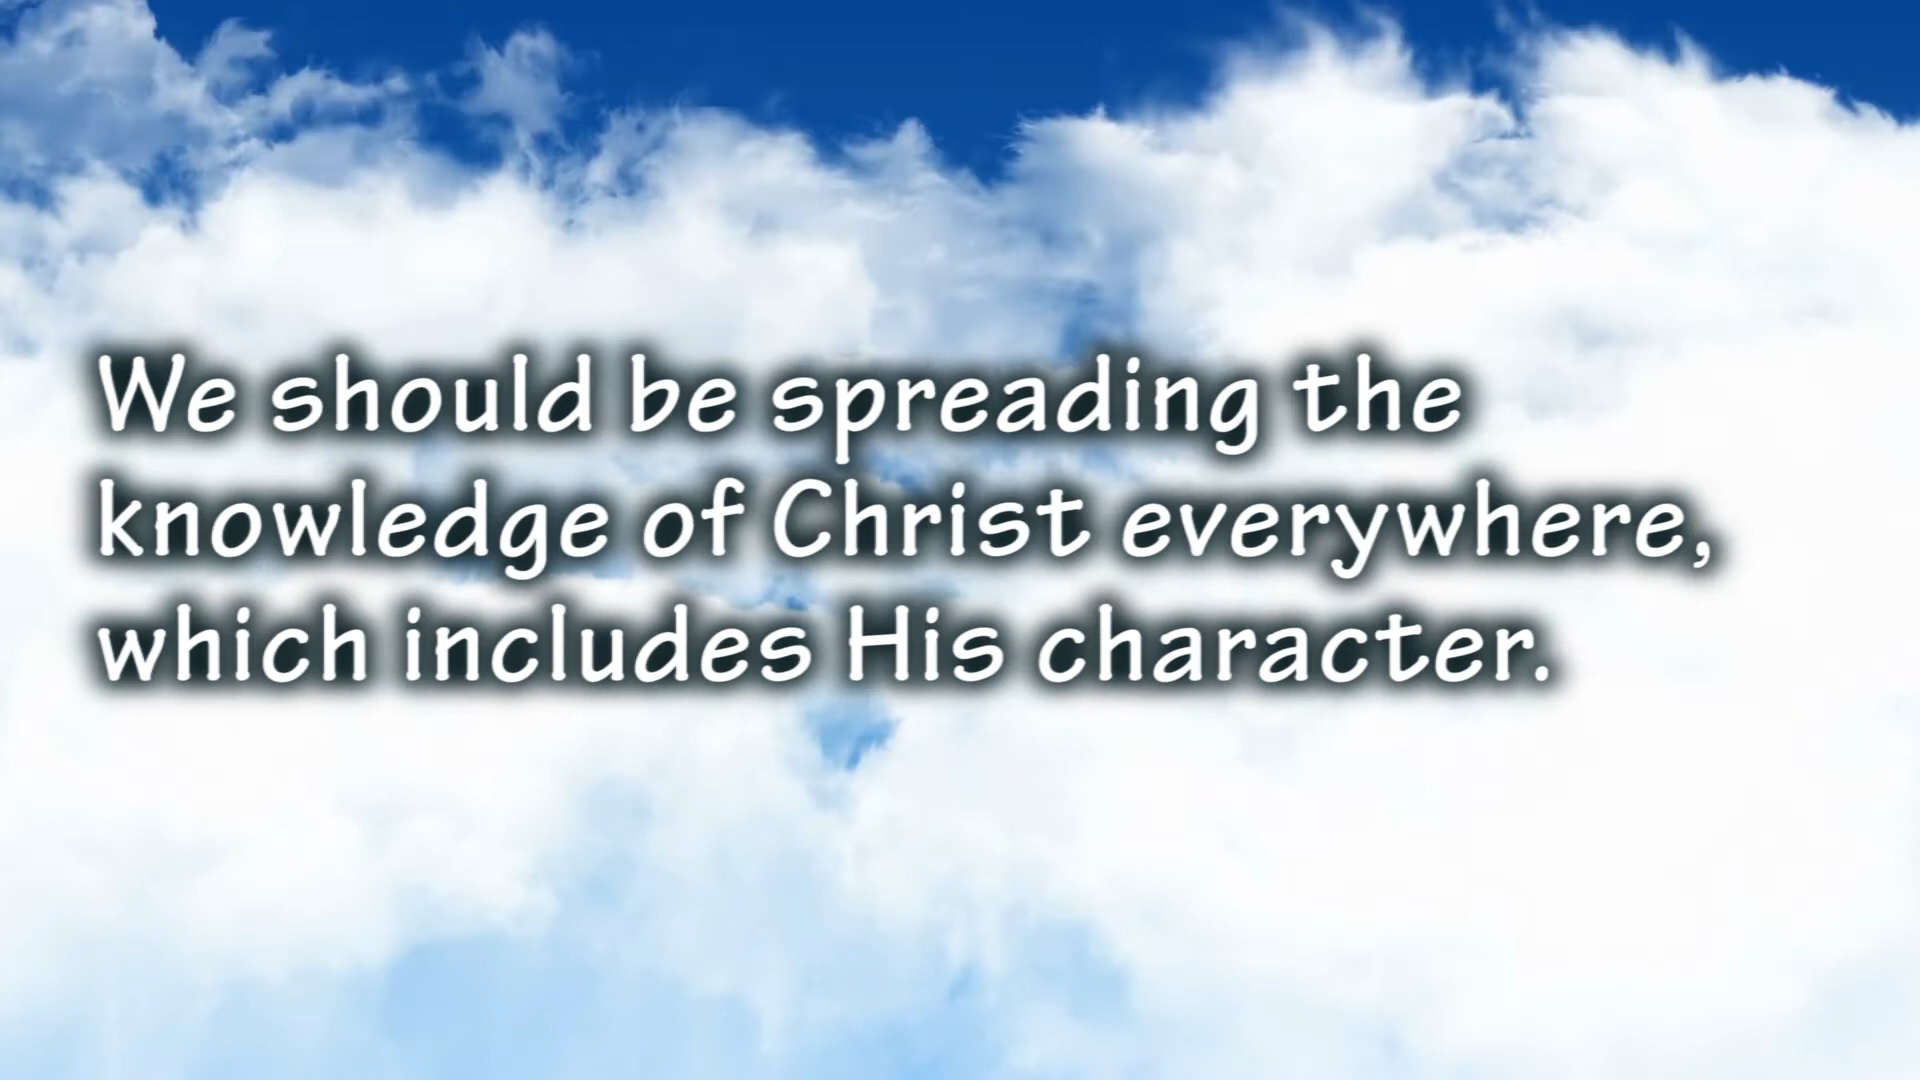 We should be spreading the
knowledge of Christ everywhere,
which includes His character.